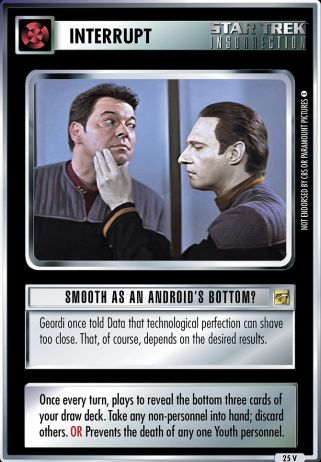 INTERRUPT
STAR TREK
INSURRECTION
NOT ENDORSED BY CBS OR PARAMOUNT PICTURES
SMOOTH AS AN ANDROID'S BOTTOM?
Geordi once told Data that technological perfection can shave
too close. That, of course, depends on the desired results.
Once every turn, plays to reveal the bottom three cards of
your draw deck. Take any non-personnel into hand; discard
others. OR Prevents the death of any one Youth personnel.
25 V